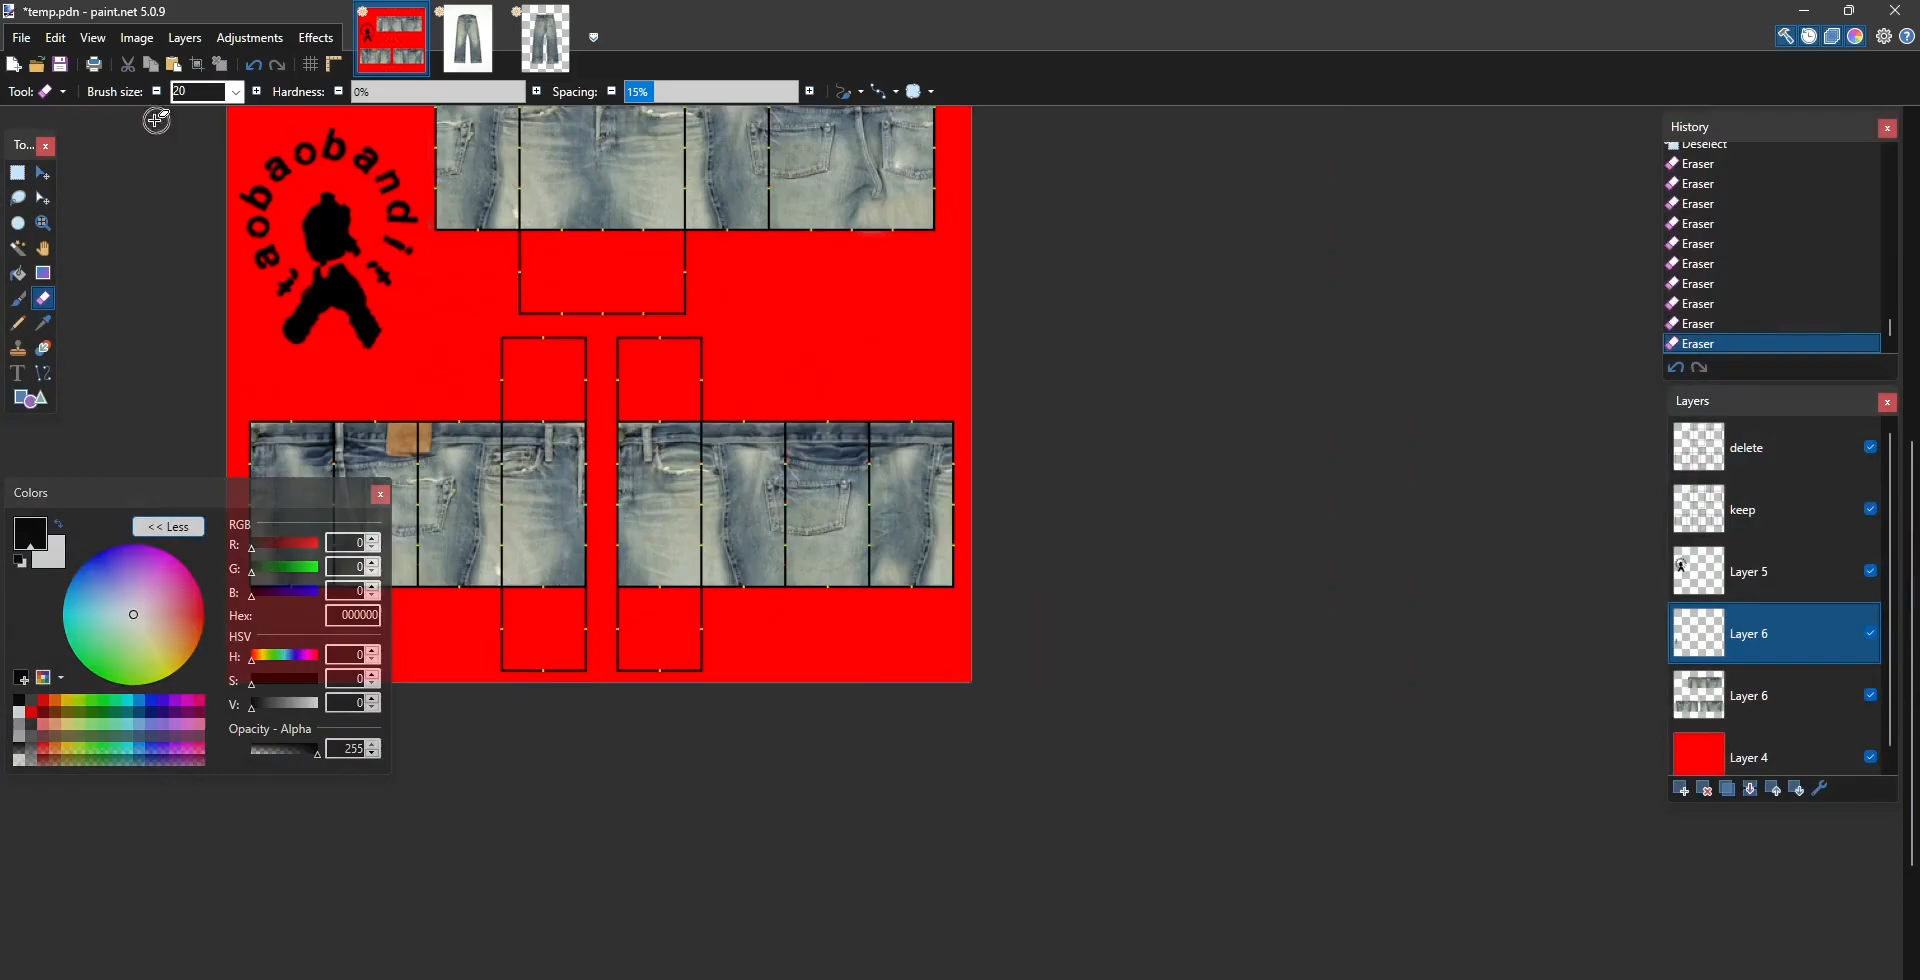 *temp.pdn - paint.net 5.0.9
File Edit View Image Layers Adjustments Effects
Tool: Brush size: 20 Hardness: 0% Spacing: 15%
To...
taobaobandit
History
Deselect
Eraser
Eraser
Eraser
Eraser
Eraser
Eraser
Eraser
Eraser
Eraser
Eraser
Layers
delete
keep
Layer 5
Layer 6
Layer 6
Layer 4
Colors
<< Less
RGB
R: 0
G: 0
B: 0
Hex: 000000
HSV
H: 0
S: 0
V: 0
Opacity - Alpha
255